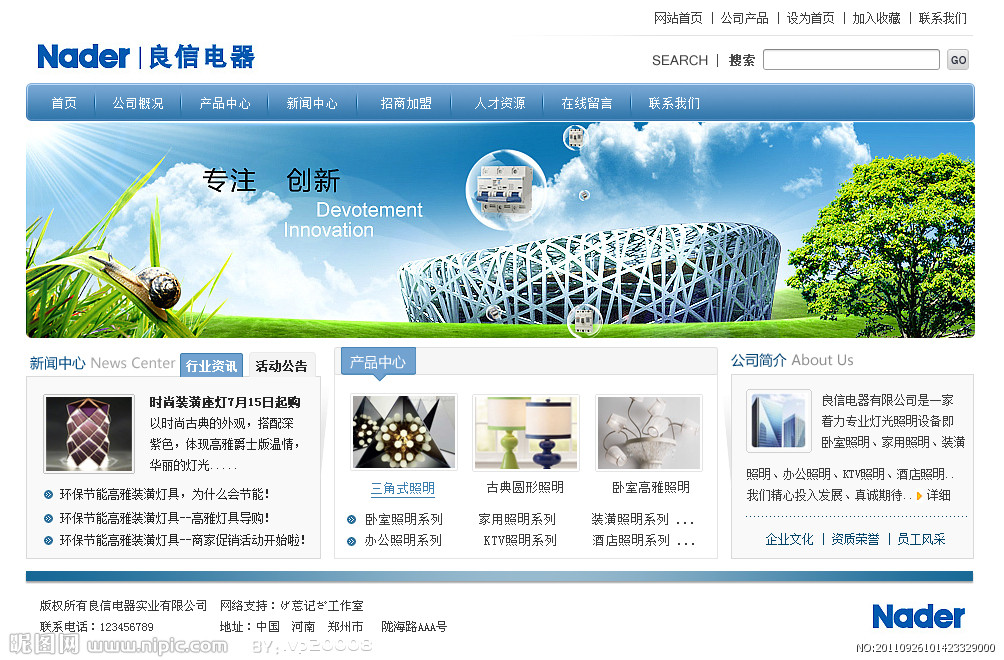 网站首页 | 公司产品 | 设为首页 | 加入收藏 | 联系我们
Nader | 良信电器
SEARCH | 搜索 GO
首页 公司概况 产品中心 新闻中心 招商加盟 人才资源 在线留言 联系我们
专注 创新
Devotement
Innovation
新闻中心 News Center 行业资讯 活动公告
时尚装潢座灯7月15日起购
以时尚古典的外观，搭配深
紫色，体现高雅爵士版温情，
华丽的灯光.....
环保节能高雅装潢灯具，为什么会节能！
环保节能高雅装潢灯具--高雅灯具导购！
环保节能高雅装潢灯具--商家促销活动开始啦！
产品中心
三角式照明 古典圆形照明 卧室高雅照明
卧室照明系列 家用照明系列 装潢照明系列 ...
办公照明系列 KTV照明系列 酒店照明系列 ...
公司简介 About Us
良信电器有限公司是一家
着力专业灯光照明设备即
卧室照明、家用照明、装潢
照明、办公照明、KTV照明、酒店照明..
我们精心投入发展、真诚期待.. 详细
企业文化 | 资质荣誉 | 员工风采
版权所有良信电器实业有限公司 网络支持：工作室
联系电话：123456789 地址：中国 河南 郑州市 陇海路AAA号
Nader
昵图网 www.nipic.com BY:vp20008
NO:20110926101423329000